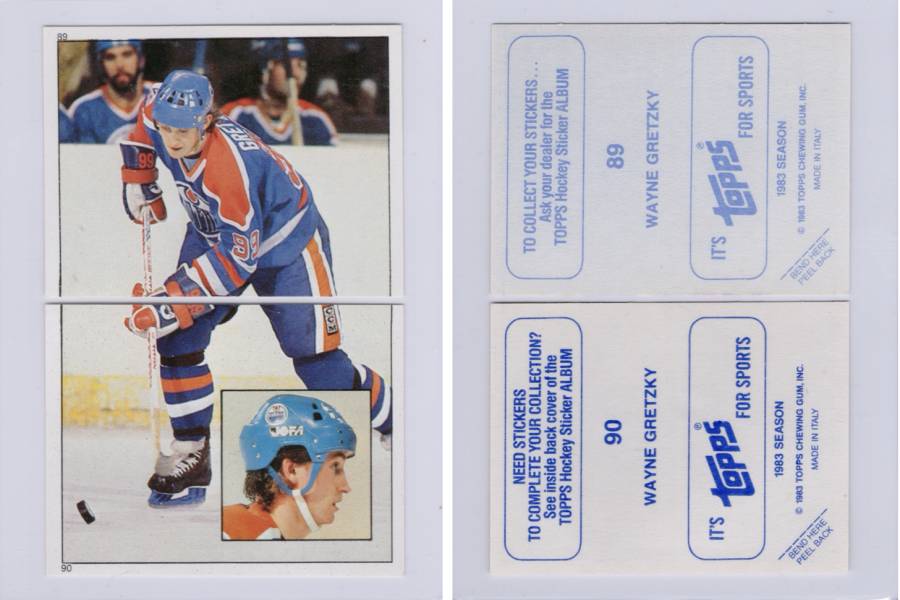 89
99
GRET
99
JOFA
90
TO COLLECT YOUR STICKERS...
Ask your dealer for the
TOPPS Hockey Sticker ALBUM
89
WAYNE GRETZKY
IT'S
TOPPS®
FOR SPORTS
1983 SEASON
© 1983 TOPPS CHEWING GUM, INC.
MADE IN ITALY
BEND HERE
PEEL BACK
NEED STICKERS
TO COMPLETE YOUR COLLECTION?
See inside back cover of the
TOPPS Hockey Sticker ALBUM
90
WAYNE GRETZKY
IT'S
TOPPS®
FOR SPORTS
1983 SEASON
© 1983 TOPPS CHEWING GUM, INC.
MADE IN ITALY
BEND HERE
PEEL BACK